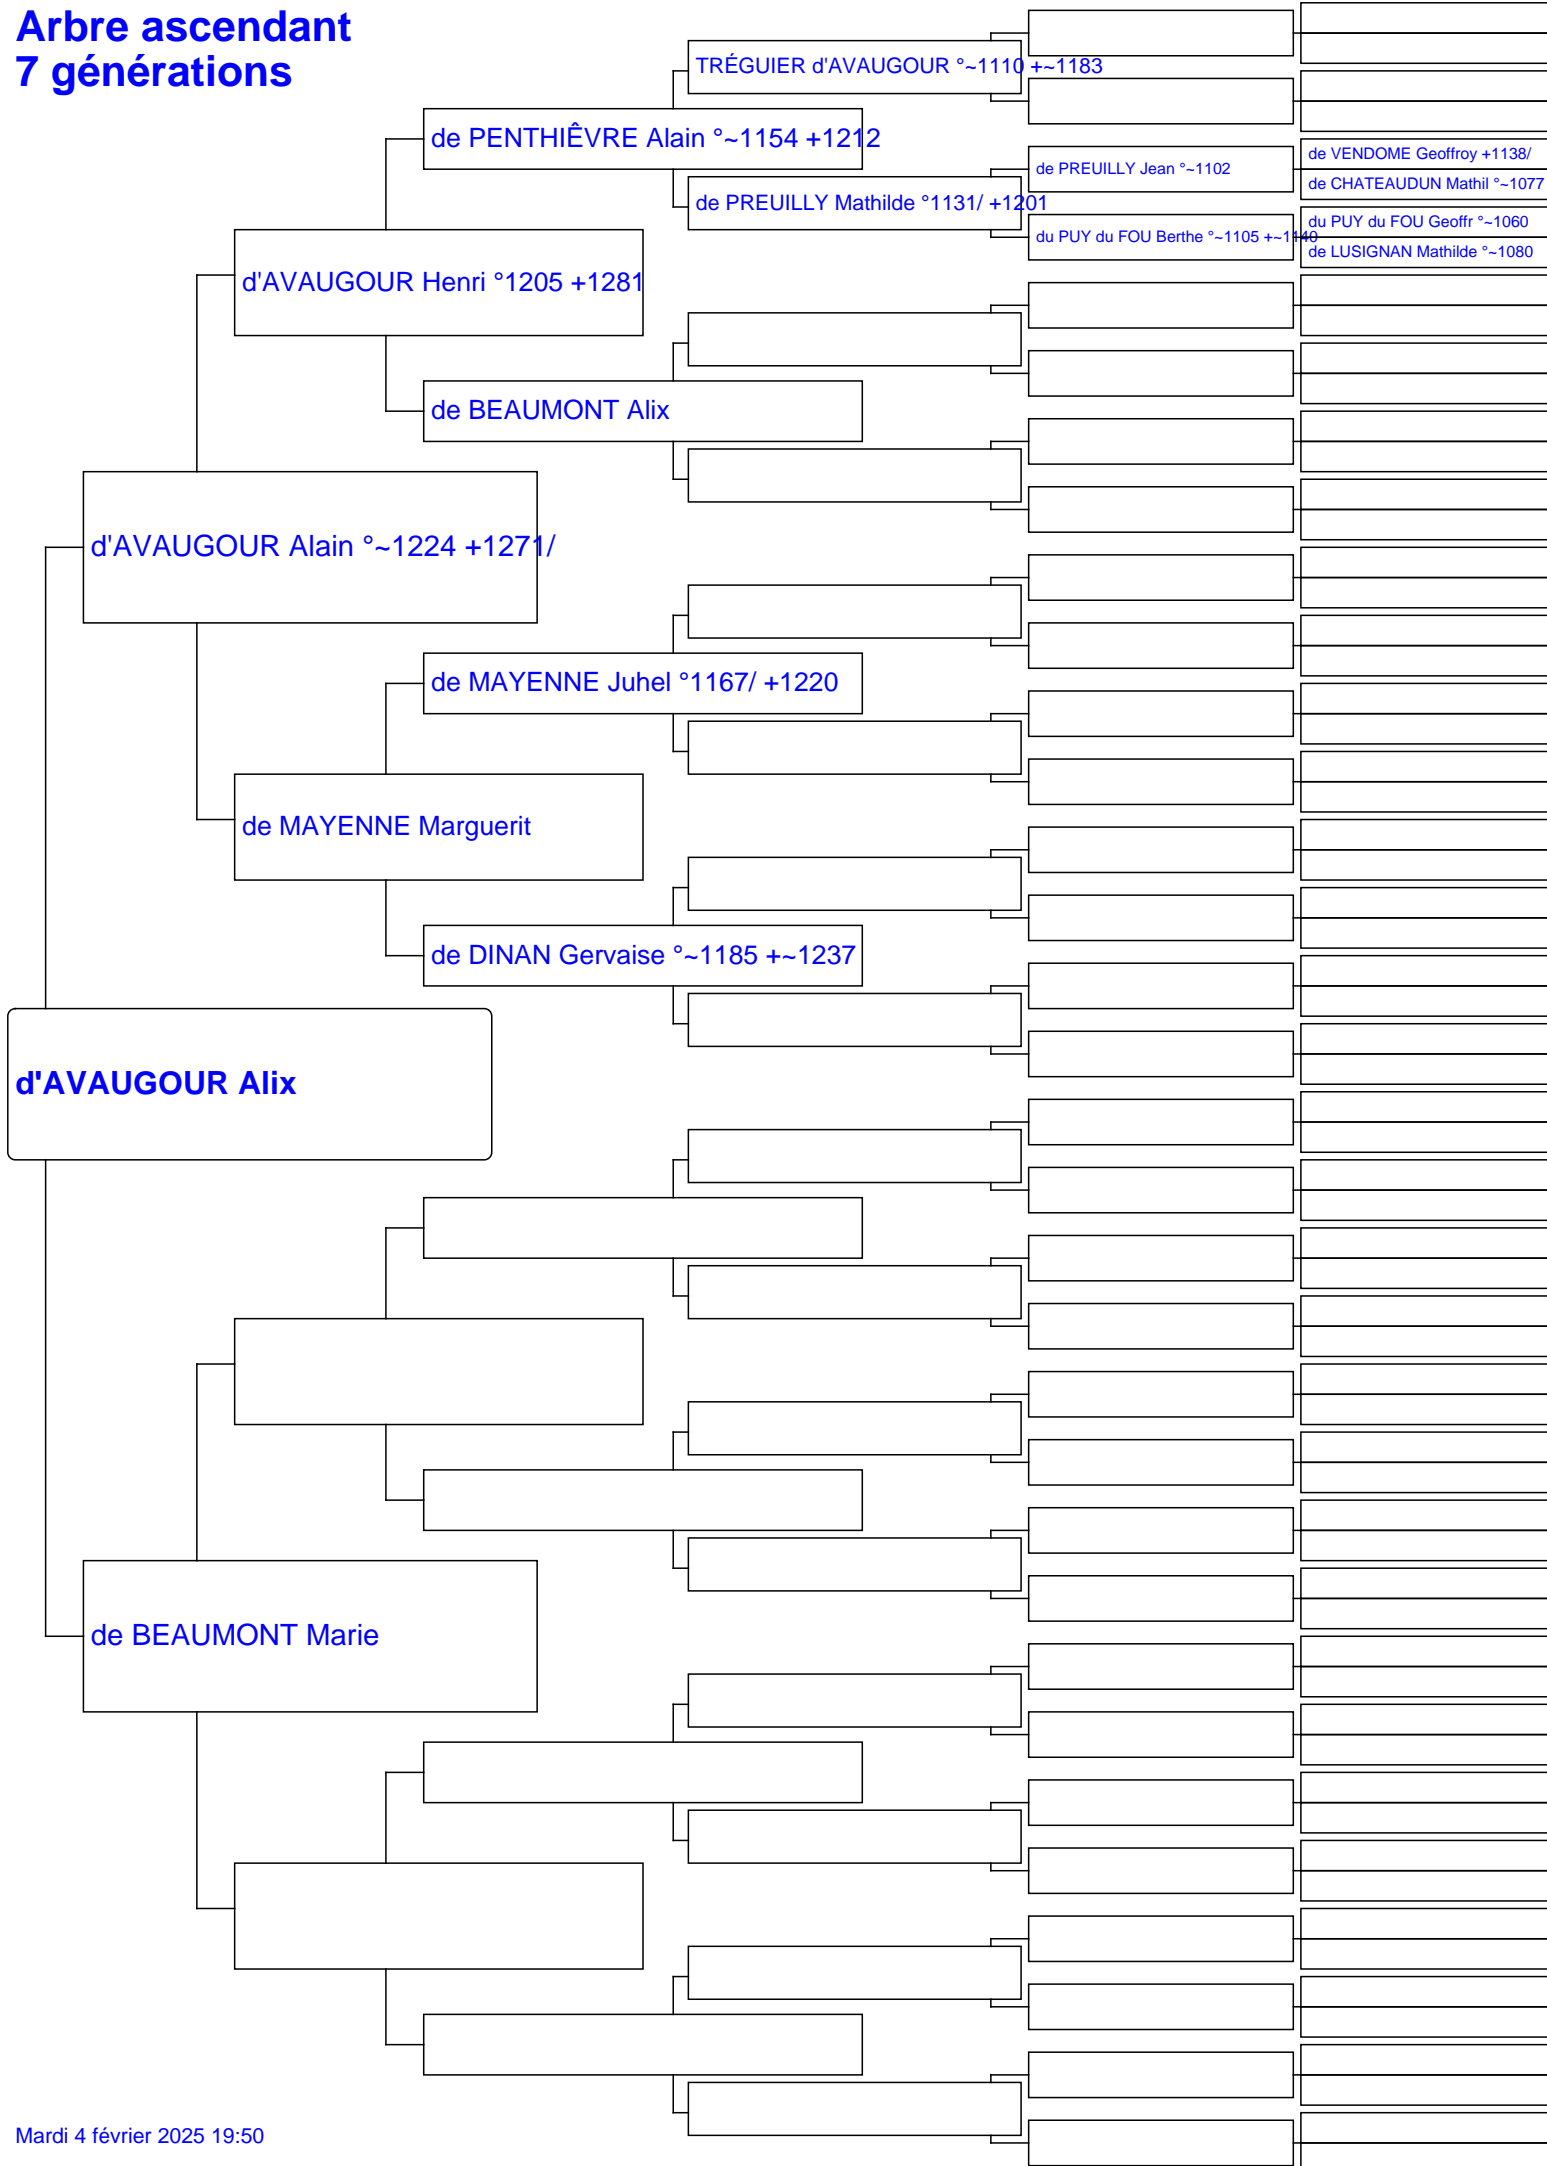 Arbre ascendant
7 générations
TRÉGUIER d'AVAUGOUR °~1110 +~1183
de PENTHIÊVRE Alain °~1154 +1212
de VENDOME Geoffroy +1138/
de PREUILLY Jean °~1102
de CHATEAUDUN Mathil °~1077
de PREUILLY Mathilde °1131/ +1201
du PUY du FOU Geoffr °~1060
du PUY du FOU Berthe °~1105 +~1140
de LUSIGNAN Mathilde °~1080
d'AVAUGOUR Henri °1205 +1281
de BEAUMONT Alix
d'AVAUGOUR Alain °~1224 +1271/
de MAYENNE Juhel °1167/ +1220
de MAYENNE Marguerit
de DINAN Gervaise °~1185 +~1237
d'AVAUGOUR Alix
de BEAUMONT Marie
Mardi 4 février 2025 19:50